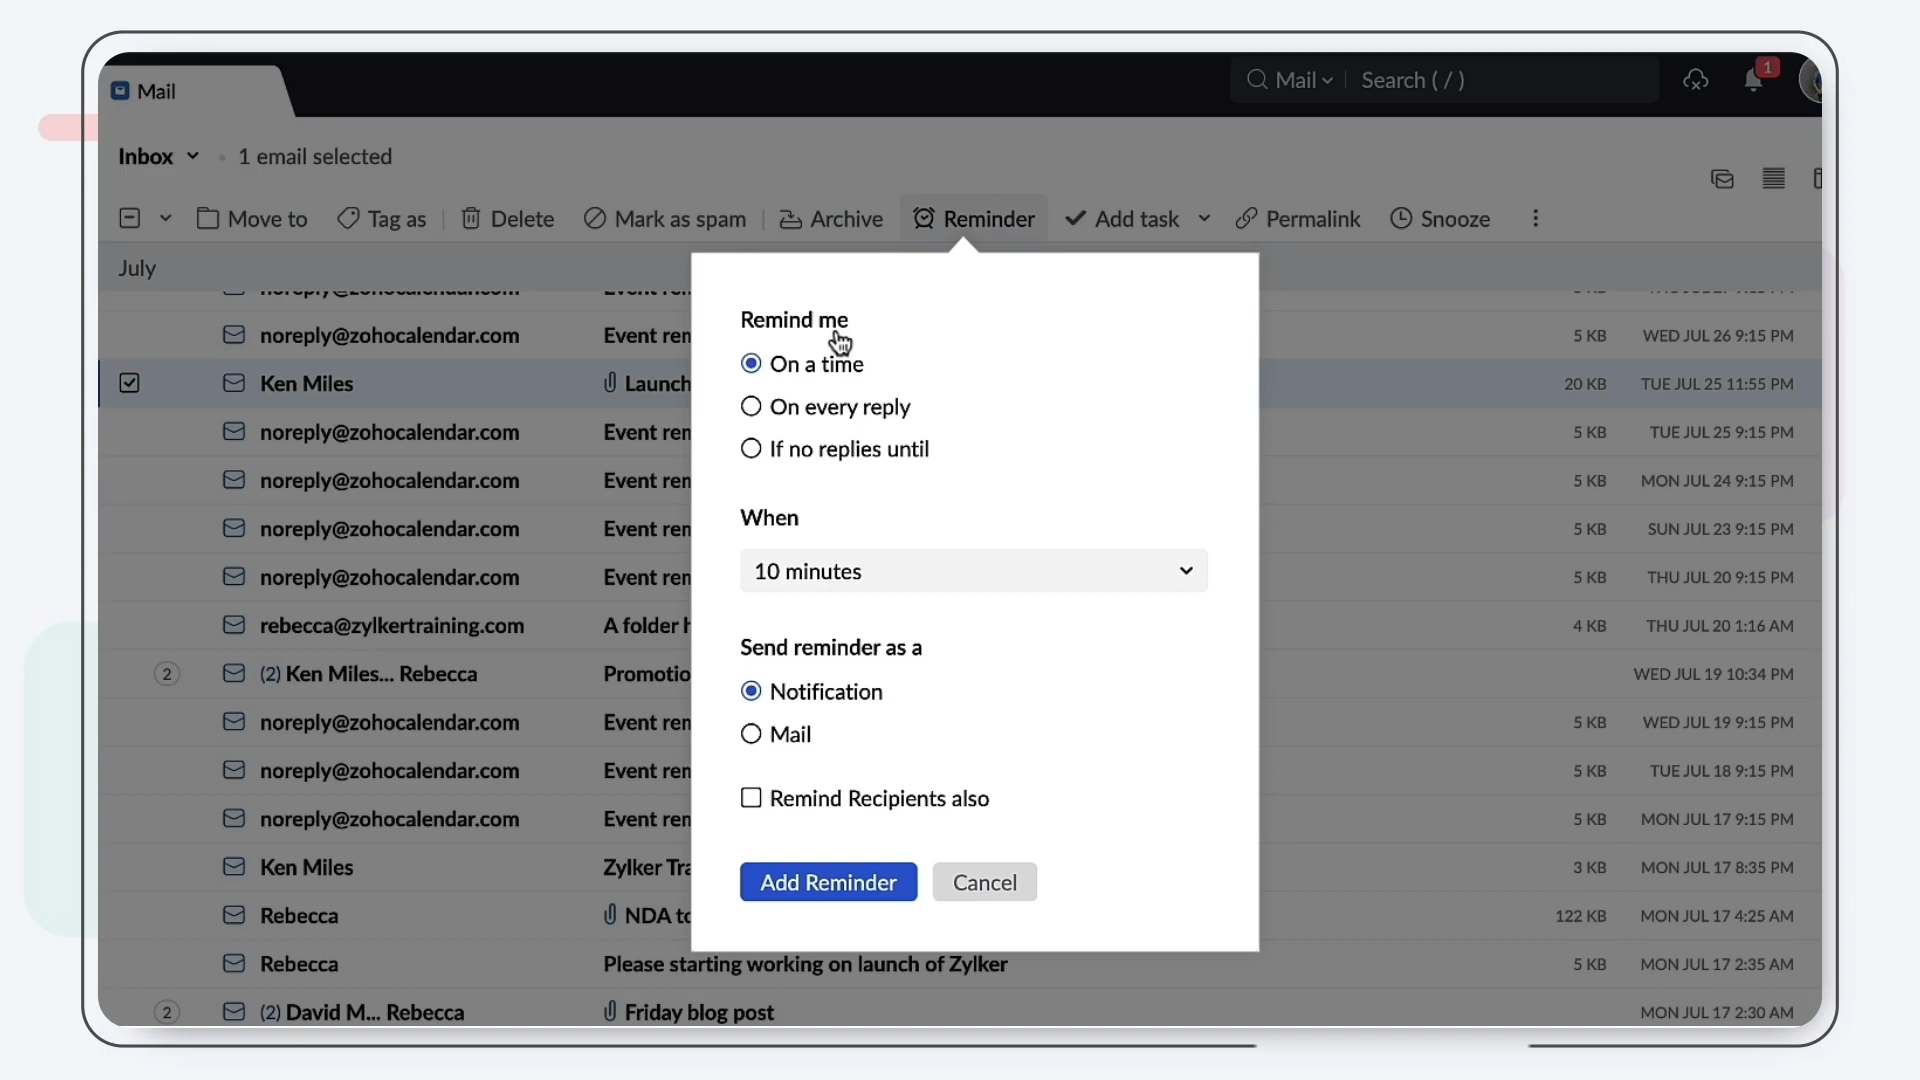 Mail
Mail Search ( / )
1
Inbox 1 email selected
Move to Tag as Delete Mark as spam Archive Reminder Add task Permalink Snooze
July
noreply@zohocalendar.com Event ren 5 KB WED JUL 26 9:15 PM
Ken Miles Launch 20 KB TUE JUL 25 11:55 PM
noreply@zohocalendar.com Event ren 5 KB TUE JUL 25 9:15 PM
noreply@zohocalendar.com Event ren 5 KB MON JUL 24 9:15 PM
noreply@zohocalendar.com Event ren 5 KB SUN JUL 23 9:15 PM
noreply@zohocalendar.com Event ren 5 KB THU JUL 20 9:15 PM
rebecca@zylkertraining.com A folder 4 KB THU JUL 20 1:16 AM
2 (2) Ken Miles... Rebecca Promotio WED JUL 19 10:34 PM
noreply@zohocalendar.com Event ren 5 KB WED JUL 19 9:15 PM
noreply@zohocalendar.com Event ren 5 KB TUE JUL 18 9:15 PM
noreply@zohocalendar.com Event ren 5 KB MON JUL 17 9:15 PM
Ken Miles Zylker Tra 3 KB MON JUL 17 8:35 PM
Rebecca NDA to 122 KB MON JUL 17 4:25 AM
Rebecca Please starting working on launch of Zylker 5 KB MON JUL 17 2:35 AM
2 (2) David M... Rebecca Friday blog post MON JUL 17 2:30 AM
Remind me
On a time
On every reply
If no replies until
When
10 minutes
Send reminder as a
Notification
Mail
Remind Recipients also
Add Reminder Cancel